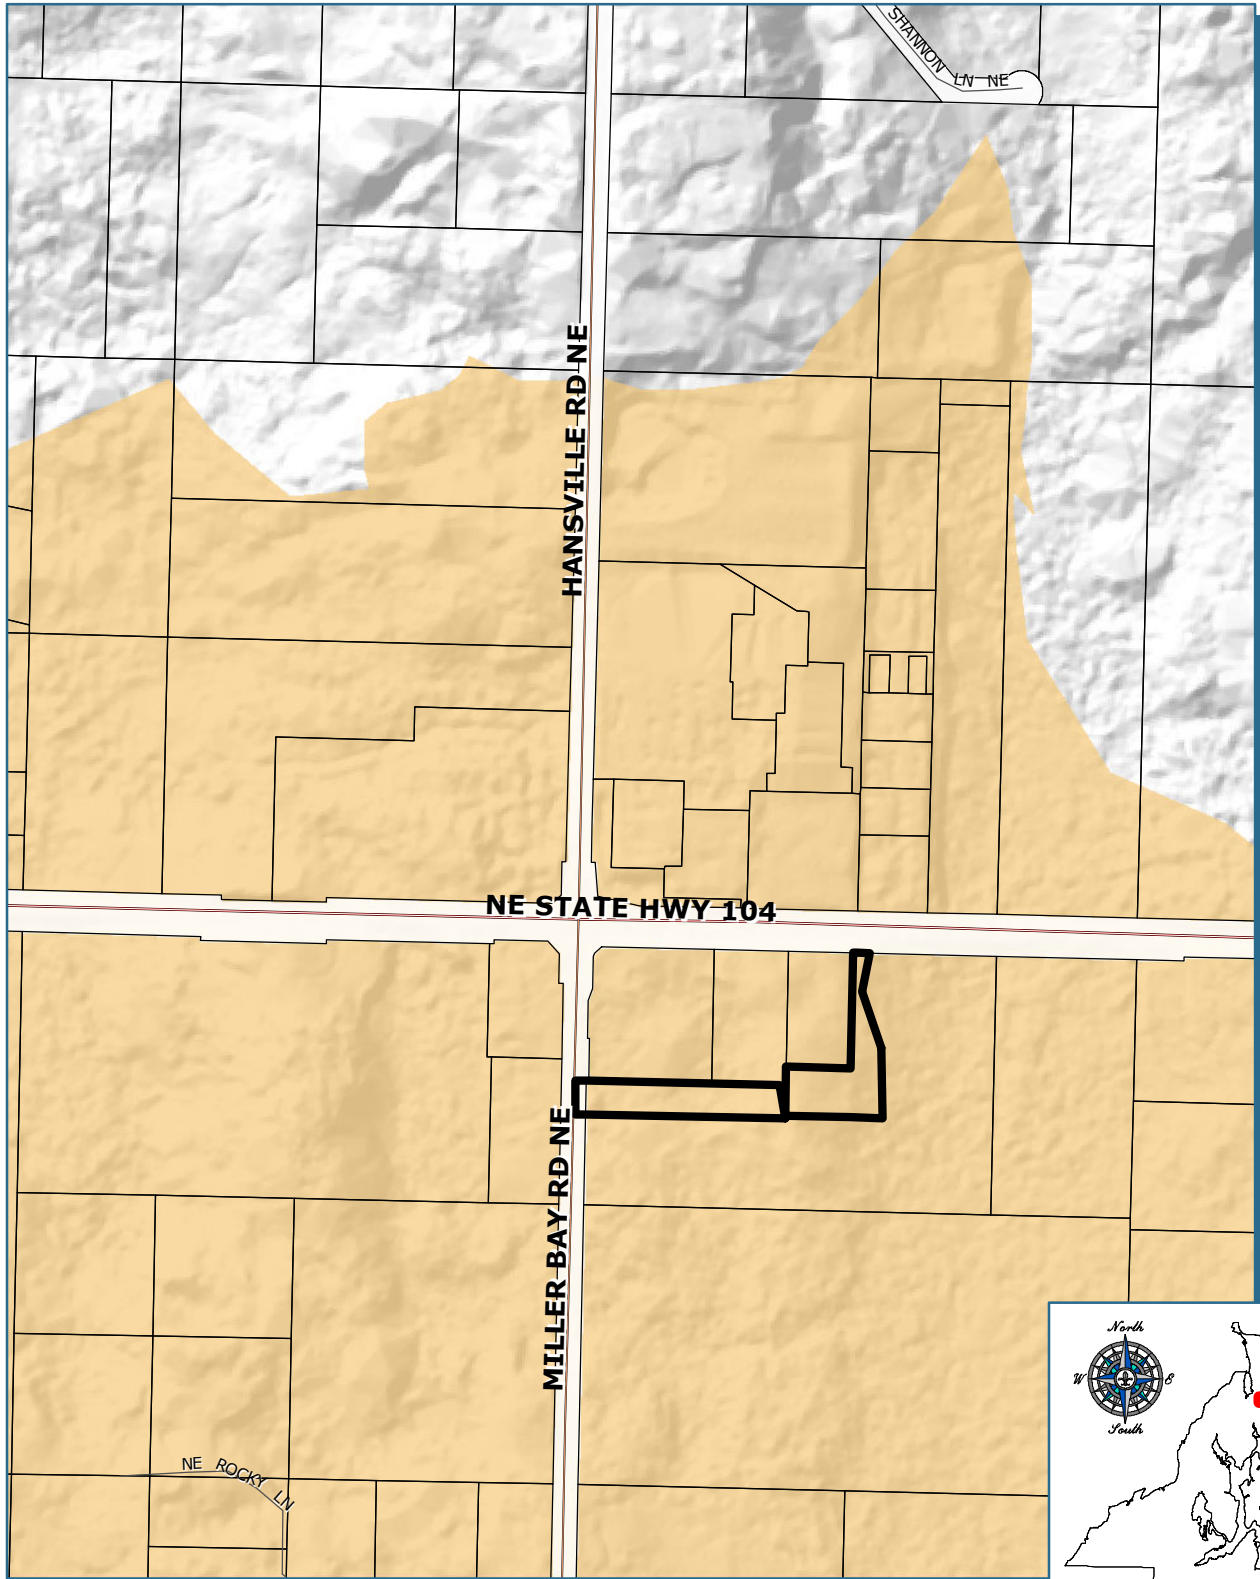 SHANNON LN NE
HANSVILLE RD NE
NE STATE HWY 104
MILLER BAY RD NE
North
W E
South
NE ROCKY LN